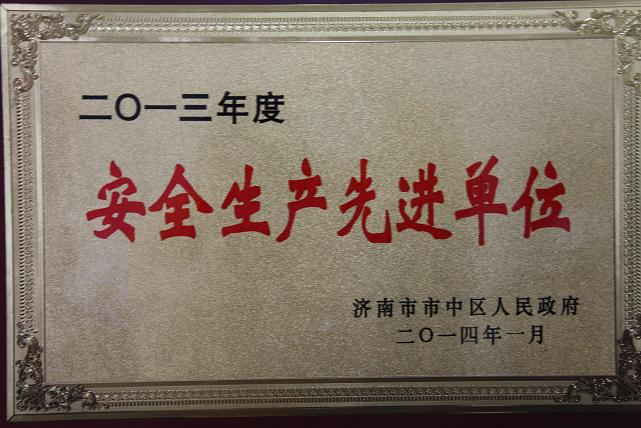 二〇一三年度
安全生产先进单位
济南市市中区人民政府
二〇一四年一月